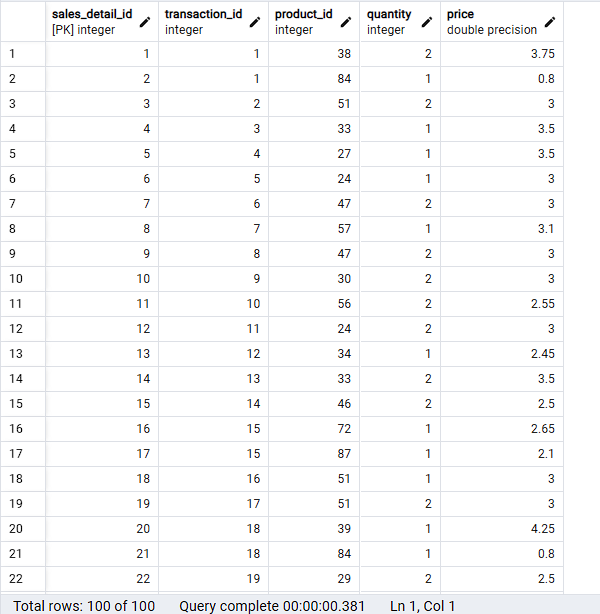 sales_detail_id transaction_id product_id quantity price
[PK] integer integer integer integer double precision
1 1 1 38 2 3.75
2 2 1 84 1 0.8
3 3 2 51 2 3
4 4 3 33 1 3.5
5 5 4 27 1 3.5
6 6 5 24 1 3
7 7 6 47 2 3
8 8 7 57 1 3.1
9 9 8 47 2 3
10 10 9 30 2 3
11 11 10 56 2 2.55
12 12 11 24 2 3
13 13 12 34 1 2.45
14 14 13 33 2 3.5
15 15 14 46 2 2.5
16 16 15 72 1 2.65
17 17 15 87 1 2.1
18 18 16 51 1 3
19 19 17 51 2 3
20 20 18 39 1 4.25
21 21 18 84 1 0.8
22 22 19 29 2 2.5
Total rows: 100 of 100 Query complete 00:00:00.381 Ln 1, Col 1